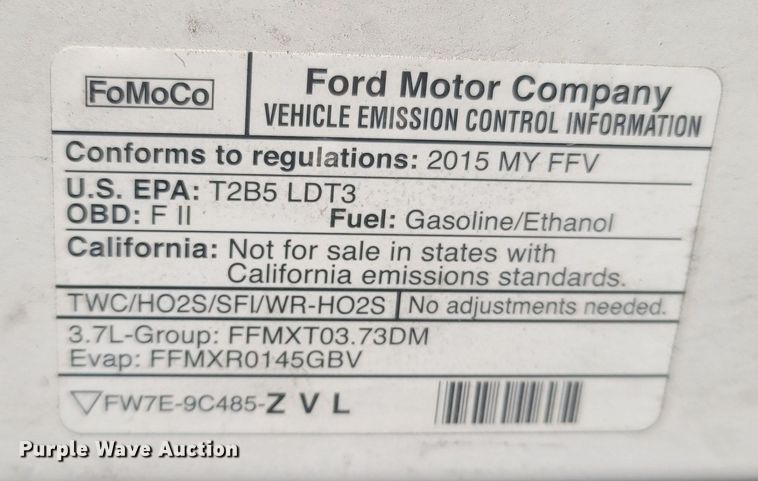 FoMoCo
Ford Motor Company
VEHICLE EMISSION CONTROL INFORMATION
Conforms to regulations: 2015 MY FFV
U.S. EPA: T2B5 LDT3
OBD: F II Fuel: Gasoline/Ethanol
California: Not for sale in states with
California emissions standards.
TWC/HO2S/SFI/WR-HO2S No adjustments needed.
3.7L-Group: FFMXT03.73DM
Evap: FFMXR0145GBV
FW7E-9C485-Z V L
Purple Wave Auction